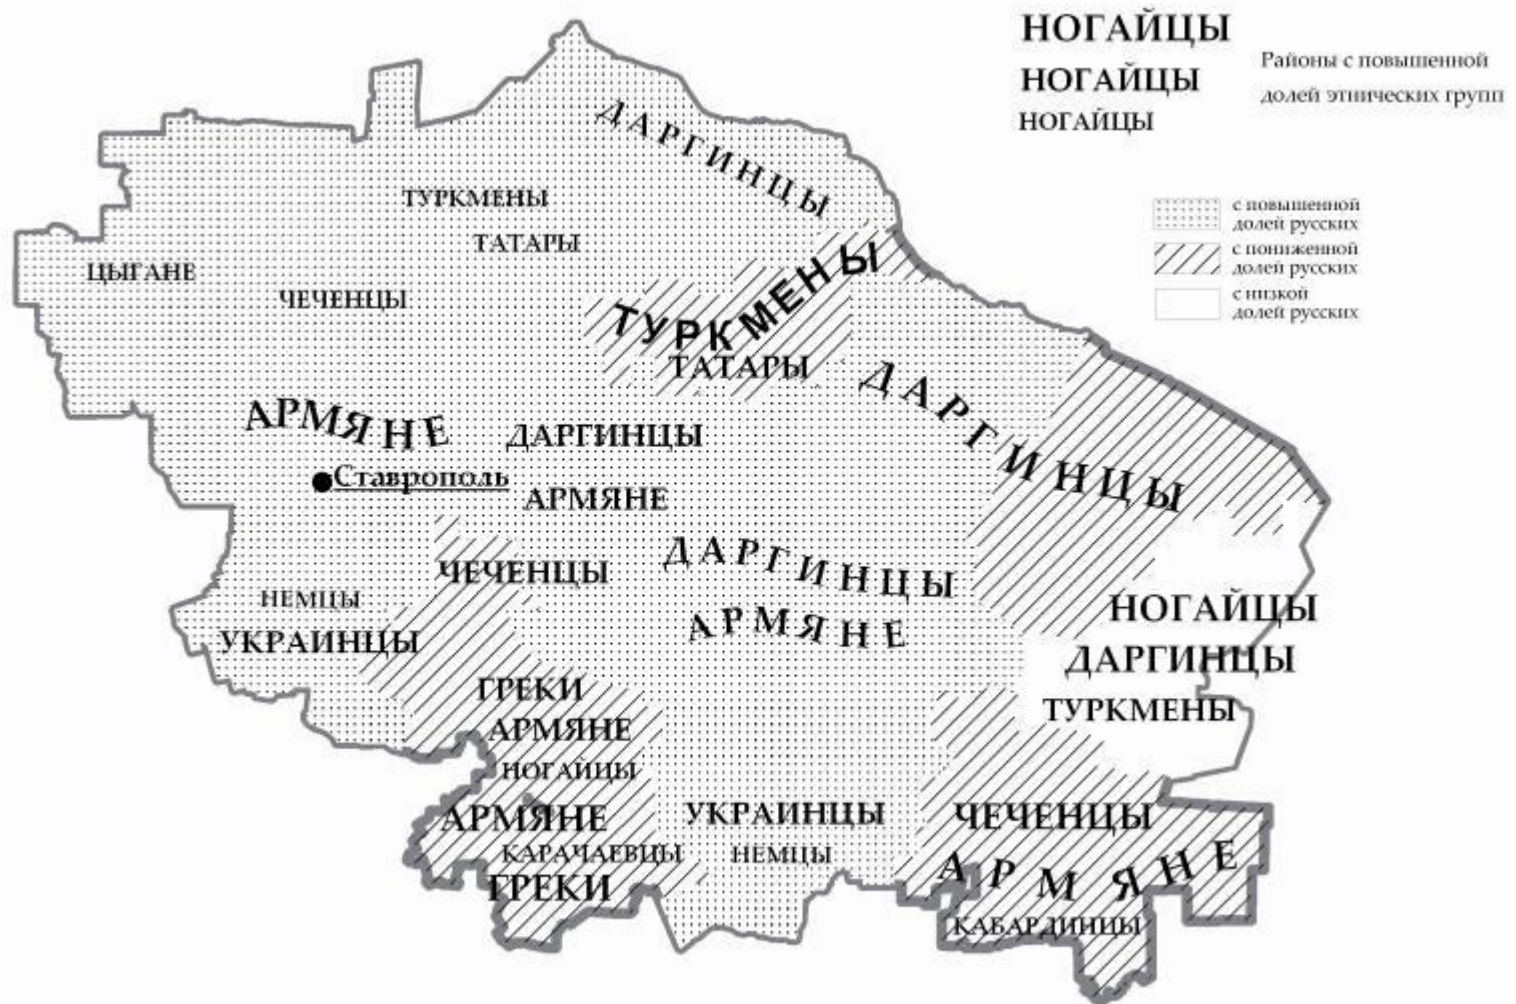 НОГАЙЦЫ
НОГАЙЦЫ
НОГАЙЦЫ
Районы с повышенной
долей этнических групп
с повышенной
долей русских
с пониженной
долей русских
с низкой
долей русских
ДАРГИНЦЫ
ТУРКМЕНЫ
ТАТАРЫ
ЦЫГАНЕ
ЧЕЧЕНЦЫ
ТУРКМЕНЫ
ТАТАРЫ
ДАРГИНЦЫ
АРМЯНЕ
ДАРГИНЦЫ
Ставрополь
АРМЯНЕ
ДАРГИНЦЫ
АРМЯНЕ
ЧЕЧЕНЦЫ
НЕМЦЫ
УКРАИНЦЫ
НОГАЙЦЫ
ДАРГИНЦЫ
ТУРКМЕНЫ
ГРЕКИ
АРМЯНЕ
НОГАЙЦЫ
АРМЯНЕ
КАРАЧАЕВЦЫ
ГРЕКИ
УКРАИНЦЫ
НЕМЦЫ
ЧЕЧЕНЦЫ
АРМЯНЕ
КАБАРДИНЦЫ